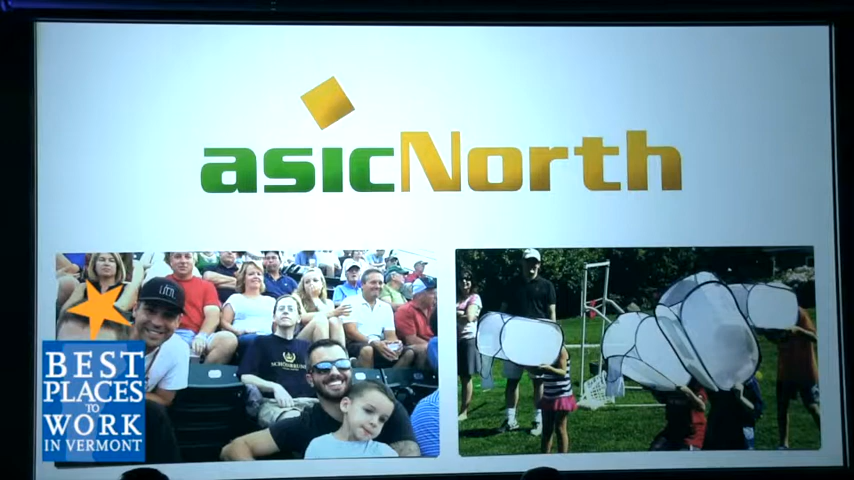 asicNorth
BEST
PLACES
TO
WORK
IN VERMONT